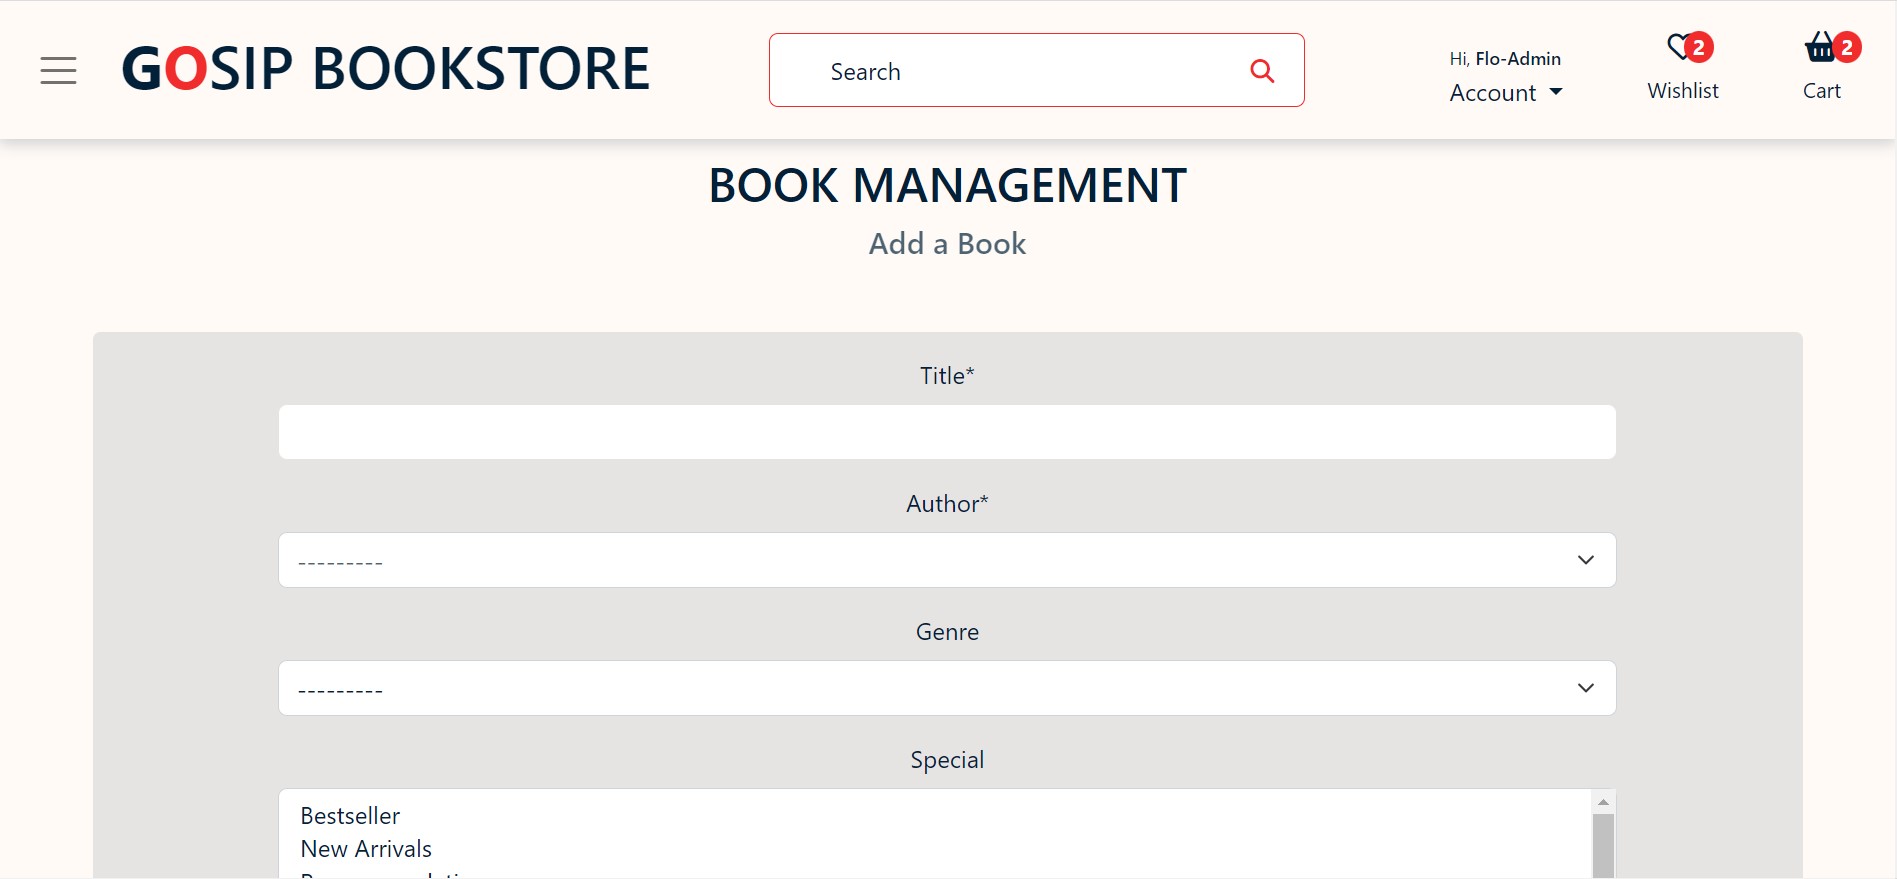 GOSIP BOOKSTORE
Search
Hi, Flo-Admin
Account
2
Wishlist
2
Cart
BOOK MANAGEMENT
Add a Book
Title*
Author*
---------
Genre
---------
Special
Bestseller
New Arrivals